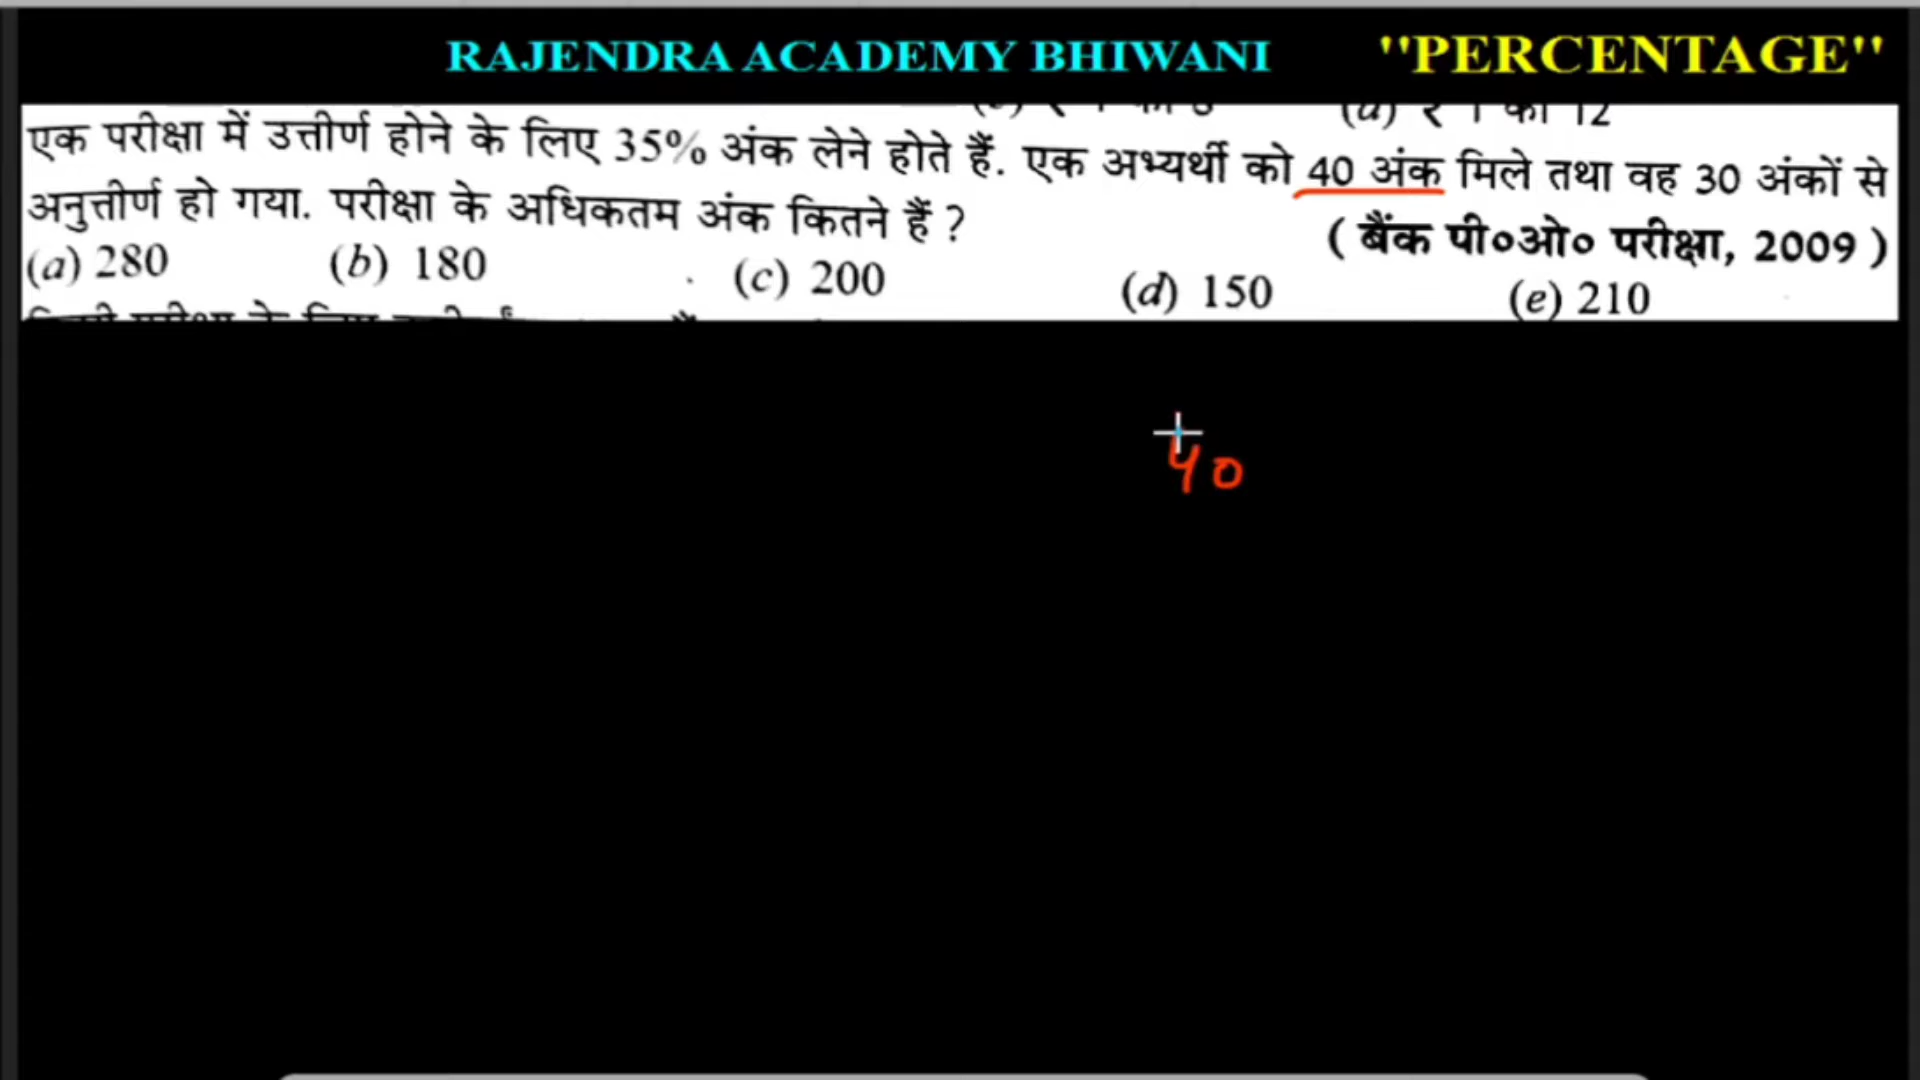 RAJENDRA ACADEMY BHIWANI "PERCENTAGE"
एक परीक्षा में उत्तीर्ण होने के लिए 35% अंक लेने होते हैं. एक अभ्यर्थी को 40 अंक मिले तथा वह 30 अंकों से
अनुत्तीर्ण हो गया. परीक्षा के अधिकतम अंक कितने हैं ?
( बैंक पी०ओ० परीक्षा, 2009 )
(a) 280 (b) 180 (c) 200 (d) 150 (e) 210
40